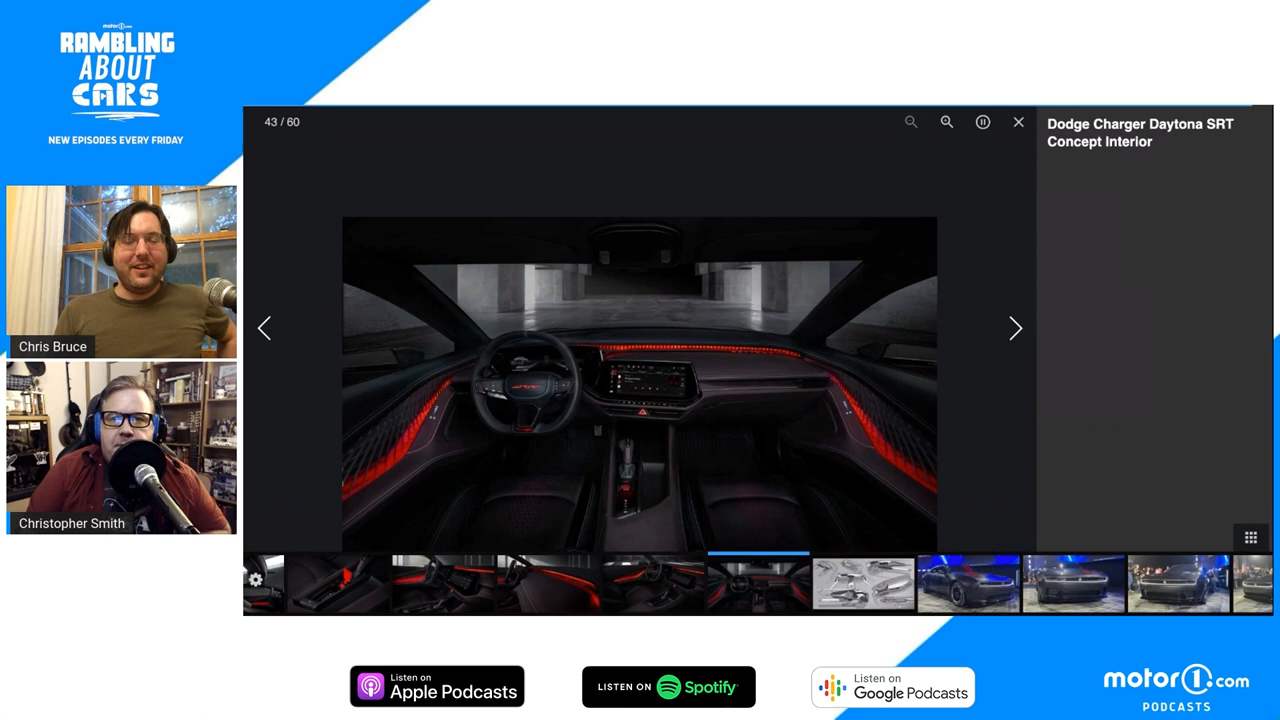 motor1.com
RAMBLING
ABOUT
CARS
NEW EPISODES EVERY FRIDAY
43 / 60
Dodge Charger Daytona SRT
Concept Interior
Chris Bruce
Christopher Smith
Listen on
Apple Podcasts
LISTEN ON
Spotify
Listen on
Google Podcasts
motor1.com
PODCASTS